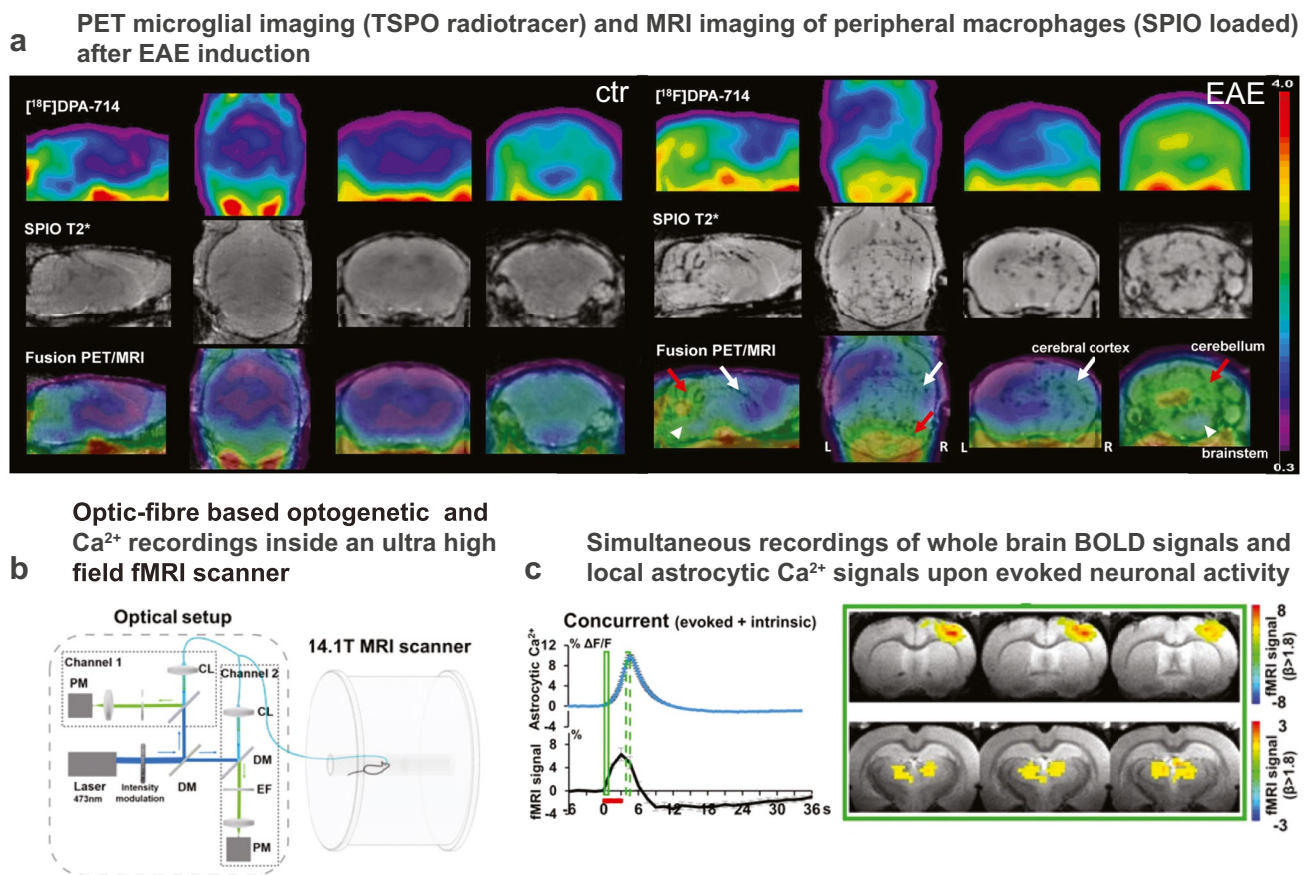 a
PET microglial imaging (TSPO radiotracer) and MRI imaging of peripheral macrophages (SPIO loaded)
after EAE induction
[¹⁸F]DPA-714
ctr
[¹⁸F]DPA-714
EAE
4.0
SPIO T2*
SPIO T2*
Fusion PET/MRI
Fusion PET/MRI
cerebral cortex
cerebellum
L
R
L
R
brainstem
0.3
b
Optic-fibre based optogenetic and
Ca²⁺ recordings inside an ultra high
field fMRI scanner
Optical setup
Channel 1
CL
Channel 2
PM
CL
DM
Laser
473nm
Intensity
modulation
DM
EF
PM
14.1T MRI scanner
c
Simultaneous recordings of whole brain BOLD signals and
local astrocytic Ca²⁺ signals upon evoked neuronal activity
Concurrent (evoked + intrinsic)
Astrocytic Ca²⁺
% ΔF/F
12
8
4
0
-4
fMRI signal
%
8
4
0
-4
-6
0
6
12
18
24
30
36 s
8
fMRI signal
(β>1.8)
-8
3
fMRI signal
(β>1.8)
-3